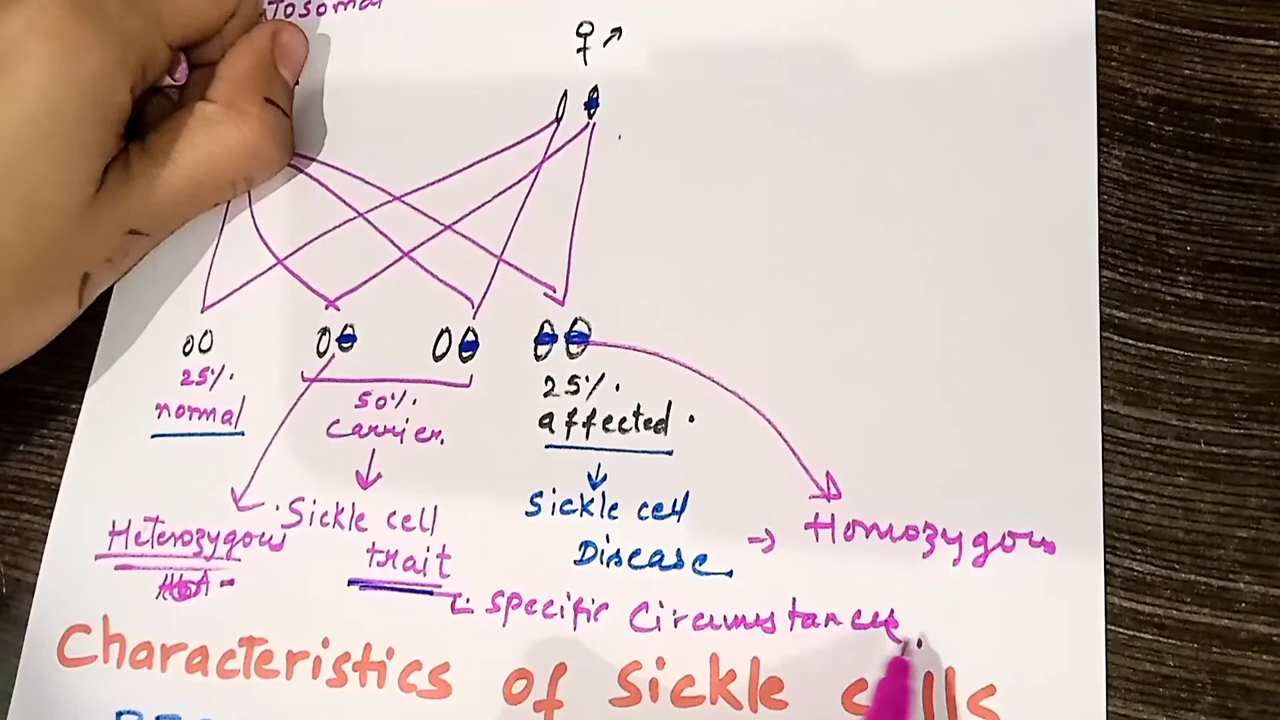 25%.
normal
50%.
carrier.
25%.
affected.
Sickle cell
trait
Sickle cell
Disease
Heterozygous
Homozygous
specific circumstances
Characteristics of sickle cells